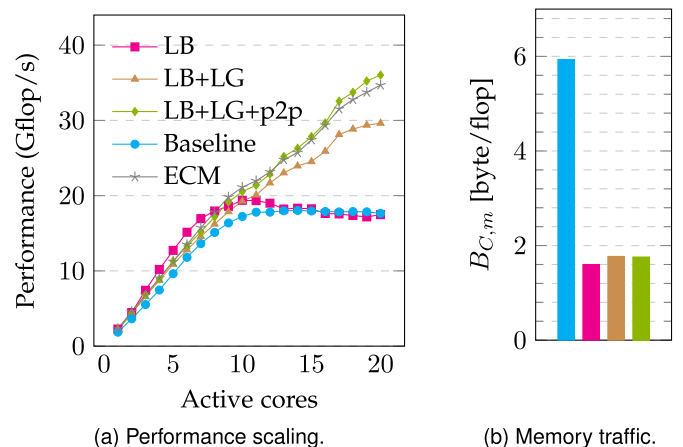 Performance (Gflop/s)
40
30
20
10
0
LB
LB+LG
LB+LG+p2p
Baseline
ECM
0 5 10 15 20
Active cores
(a) Performance scaling.
B_{C,m} [byte/flop]
6
4
2
0
(b) Memory traffic.